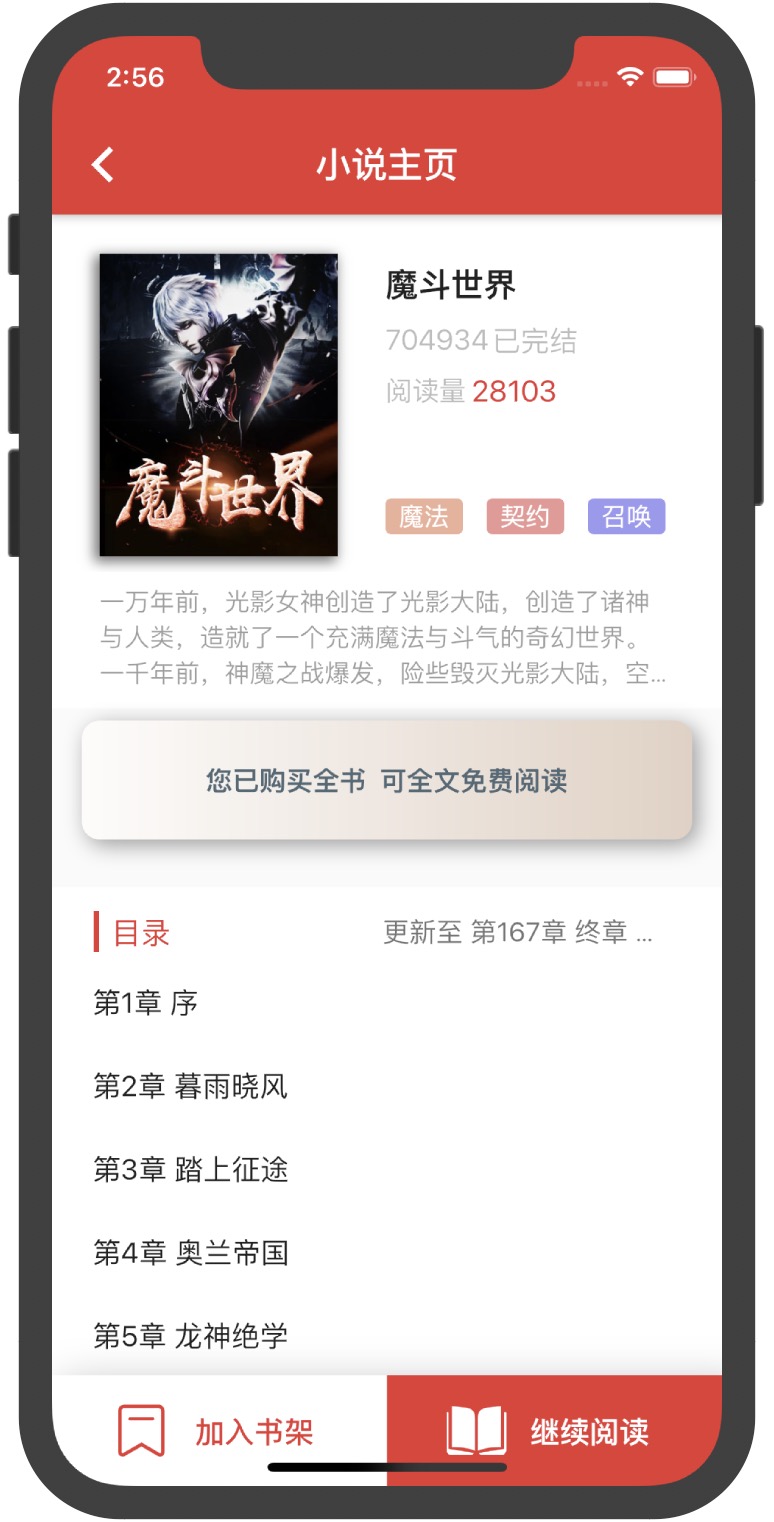 2:56
小说主页
魔斗世界
魔斗世界
704934已完结
阅读量 28103
魔法 契约 召唤
一万年前，光影女神创造了光影大陆，创造了诸神
与人类，造就了一个充满魔法与斗气的奇幻世界。
一千年前，神魔之战爆发，险些毁灭光影大陆，空...
您已购买全书 可全文免费阅读
目录 更新至 第167章 终章 ...
第1章 序
第2章 暮雨晓风
第3章 踏上征途
第4章 奥兰帝国
第5章 龙神绝学
加入书架 继续阅读